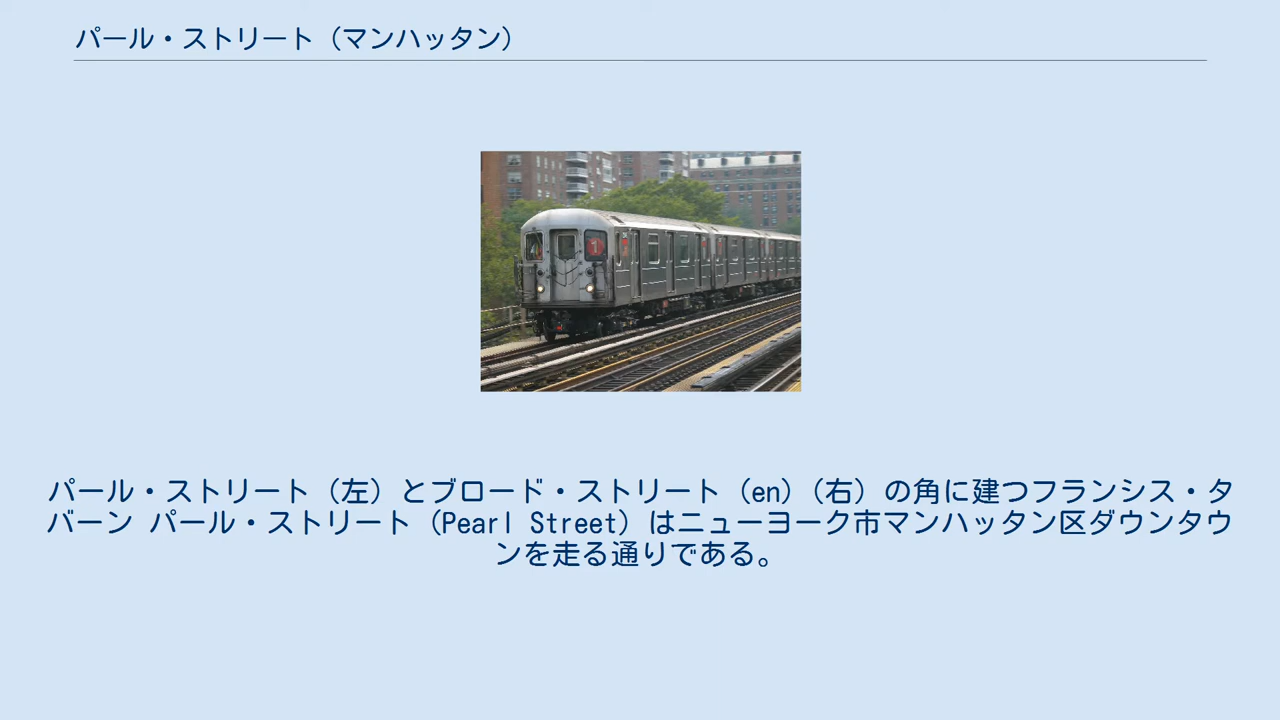 パール・ストリート（マンハッタン）
1
パール・ストリート（左）とブロード・ストリート（en）（右）の角に建つフランシス・タ
バーン パール・ストリート（Pearl Street）はニューヨーク市マンハッタン区ダウンタウ
ンを走る通りである。